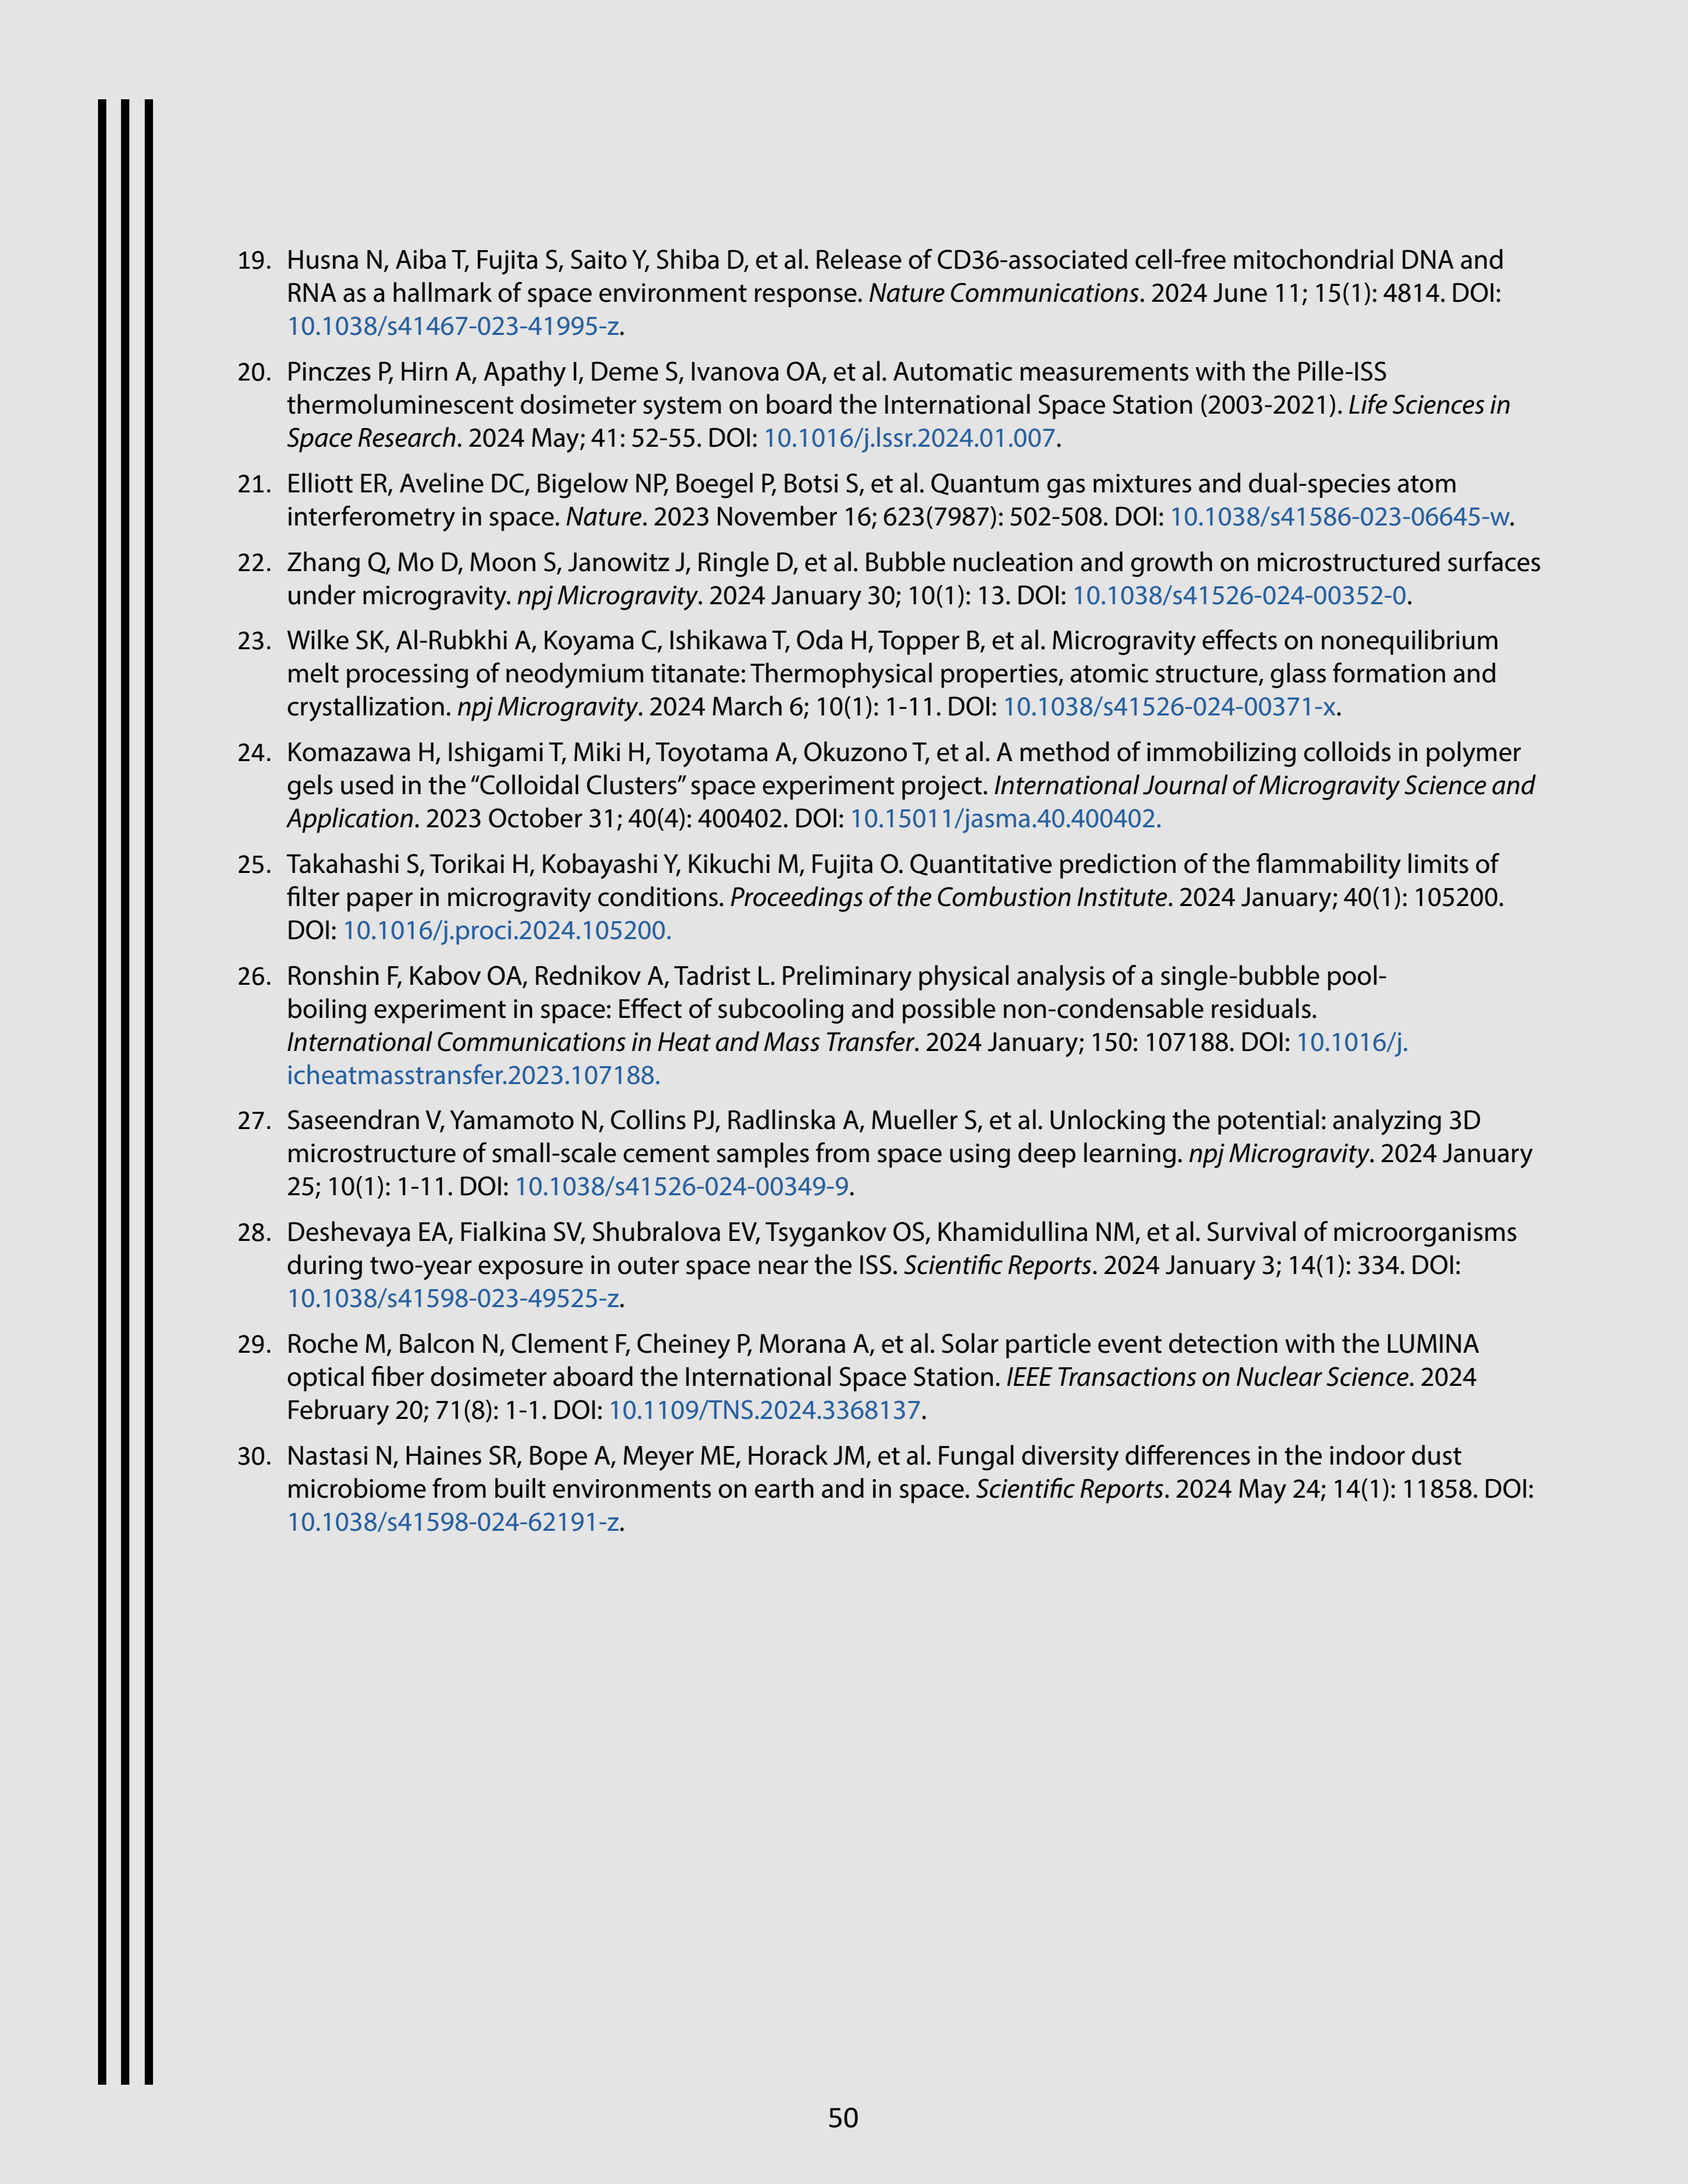 19. Husna N, Aiba T, Fujita S, Saito Y, Shiba D, et al. Release of CD36-associated cell-free mitochondrial DNA and
RNA as a hallmark of space environment response. Nature Communications. 2024 June 11; 15(1): 4814. DOI:
10.1038/s41467-023-41995-z.
20. Pinczes P, Hirn A, Apathy I, Deme S, Ivanova OA, et al. Automatic measurements with the Pille-ISS
thermoluminescent dosimeter system on board the International Space Station (2003-2021). Life Sciences in
Space Research. 2024 May; 41: 52-55. DOI: 10.1016/j.lssr.2024.01.007.
21. Elliott ER, Aveline DC, Bigelow NP, Boegel P, Botsi S, et al. Quantum gas mixtures and dual-species atom
interferometry in space. Nature. 2023 November 16; 623(7987): 502-508. DOI: 10.1038/s41586-023-06645-w.
22. Zhang Q, Mo D, Moon S, Janowitz J, Ringle D, et al. Bubble nucleation and growth on microstructured surfaces
under microgravity. npj Microgravity. 2024 January 30; 10(1): 13. DOI: 10.1038/s41526-024-00352-0.
23. Wilke SK, Al-Rubkhi A, Koyama C, Ishikawa T, Oda H, Topper B, et al. Microgravity effects on nonequilibrium
melt processing of neodymium titanate: Thermophysical properties, atomic structure, glass formation and
crystallization. npj Microgravity. 2024 March 6; 10(1): 1-11. DOI: 10.1038/s41526-024-00371-x.
24. Komazawa H, Ishigami T, Miki H, Toyotama A, Okuzono T, et al. A method of immobilizing colloids in polymer
gels used in the “Colloidal Clusters” space experiment project. International Journal of Microgravity Science and
Application. 2023 October 31; 40(4): 400402. DOI: 10.15011/jasma.40.400402.
25. Takahashi S, Torikai H, Kobayashi Y, Kikuchi M, Fujita O. Quantitative prediction of the flammability limits of
filter paper in microgravity conditions. Proceedings of the Combustion Institute. 2024 January; 40(1): 105200.
DOI: 10.1016/j.proci.2024.105200.
26. Ronshin F, Kabov OA, Rednikov A, Tadrist L. Preliminary physical analysis of a single-bubble pool-
boiling experiment in space: Effect of subcooling and possible non-condensable residuals.
International Communications in Heat and Mass Transfer. 2024 January; 150: 107188. DOI: 10.1016/j.
icheatmasstransfer.2023.107188.
27. Saseendran V, Yamamoto N, Collins PJ, Radlinska A, Mueller S, et al. Unlocking the potential: analyzing 3D
microstructure of small-scale cement samples from space using deep learning. npj Microgravity. 2024 January
25; 10(1): 1-11. DOI: 10.1038/s41526-024-00349-9.
28. Deshevaya EA, Fialkina SV, Shubralova EV, Tsygankov OS, Khamidullina NM, et al. Survival of microorganisms
during two-year exposure in outer space near the ISS. Scientific Reports. 2024 January 3; 14(1): 334. DOI:
10.1038/s41598-023-49525-z.
29. Roche M, Balcon N, Clement F, Cheiney P, Morana A, et al. Solar particle event detection with the LUMINA
optical fiber dosimeter aboard the International Space Station. IEEE Transactions on Nuclear Science. 2024
February 20; 71(8): 1-1. DOI: 10.1109/TNS.2024.3368137.
30. Nastasi N, Haines SR, Bope A, Meyer ME, Horack JM, et al. Fungal diversity differences in the indoor dust
microbiome from built environments on earth and in space. Scientific Reports. 2024 May 24; 14(1): 11858. DOI:
10.1038/s41598-024-62191-z.
50